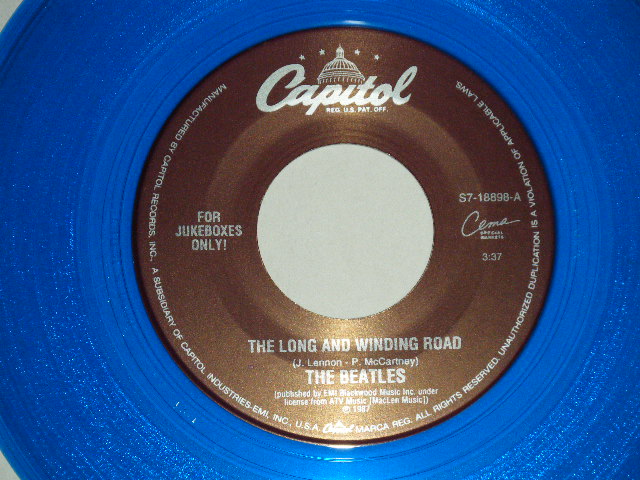 Capitol
REG. U.S. PAT. OFF.
MANUFACTURED BY CAPITOL RECORDS, INC. A SUBSIDIARY OF CAPITOL INDUSTRIES-EMI, INC., U.S.A. Capitol MARCA REG. ALL RIGHTS RESERVED. UNAUTHORIZED DUPLICATION IS A VIOLATION OF APPLICABLE LAWS.
FOR
JUKEBOXES
ONLY!
S7-18898-A
Cema
SPECIAL
MARKETS
3:37
THE LONG AND WINDING ROAD
(J. Lennon - P. McCartney)
THE BEATLES
(published by EMI Blackwood Music Inc. under
license from ATV Music [MacLen Music])
℗ 1987